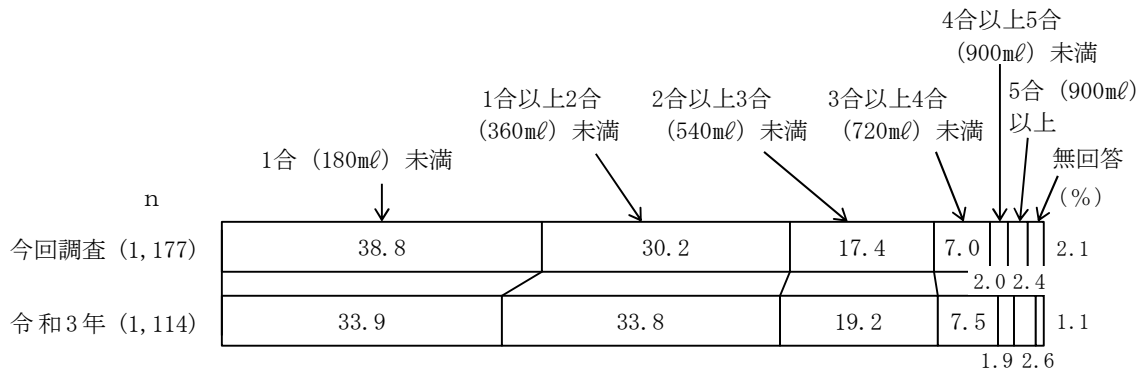 4合以上5合
(900㎖) 未満
1合以上2合
(360㎖) 未満
2合以上3合
(540㎖) 未満
3合以上4合
(720㎖) 未満
5合 (900㎖)
以上
1合 (180㎖) 未満
無回答
n
(%)
今回調査 (1,177)
38.8
30.2
17.4
7.0
2.0
2.4
2.1
令和3年 (1,114)
33.9
33.8
19.2
7.5
1.9
2.6
1.1